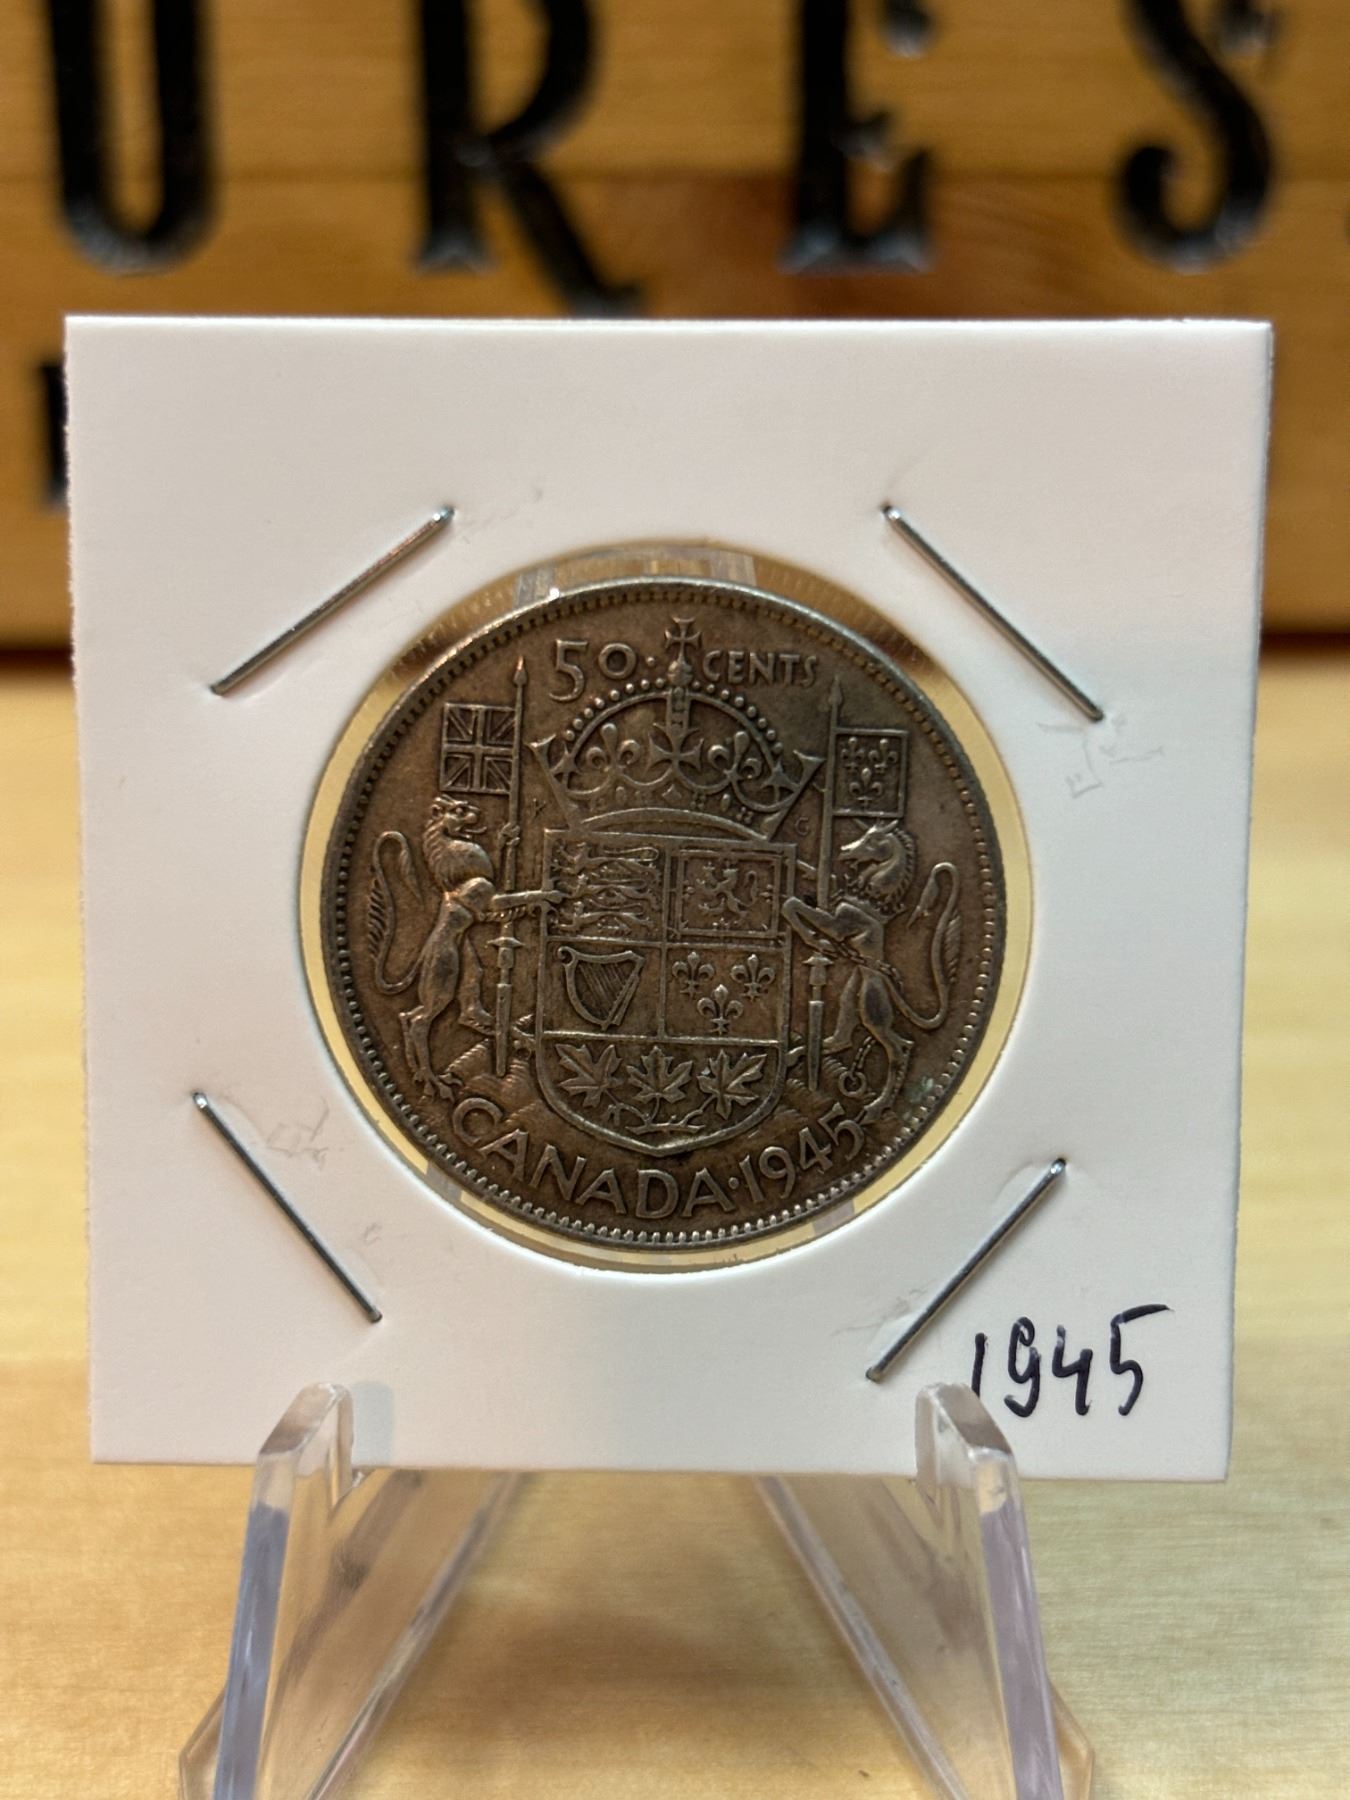 URES
50 · CENTS
K G
CANADA · 1945
1945